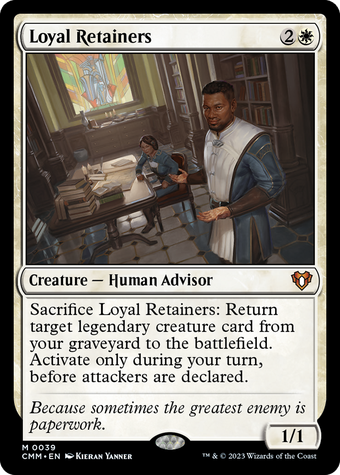 Loyal Retainers 2
Creature — Human Advisor
Sacrifice Loyal Retainers: Return
target legendary creature card from
your graveyard to the battlefield.
Activate only during your turn,
before attackers are declared.
Because sometimes the greatest enemy is
paperwork.
1/1
M 0039
CMM • EN KIERAN YANNER
™ & © 2023 Wizards of the Coast